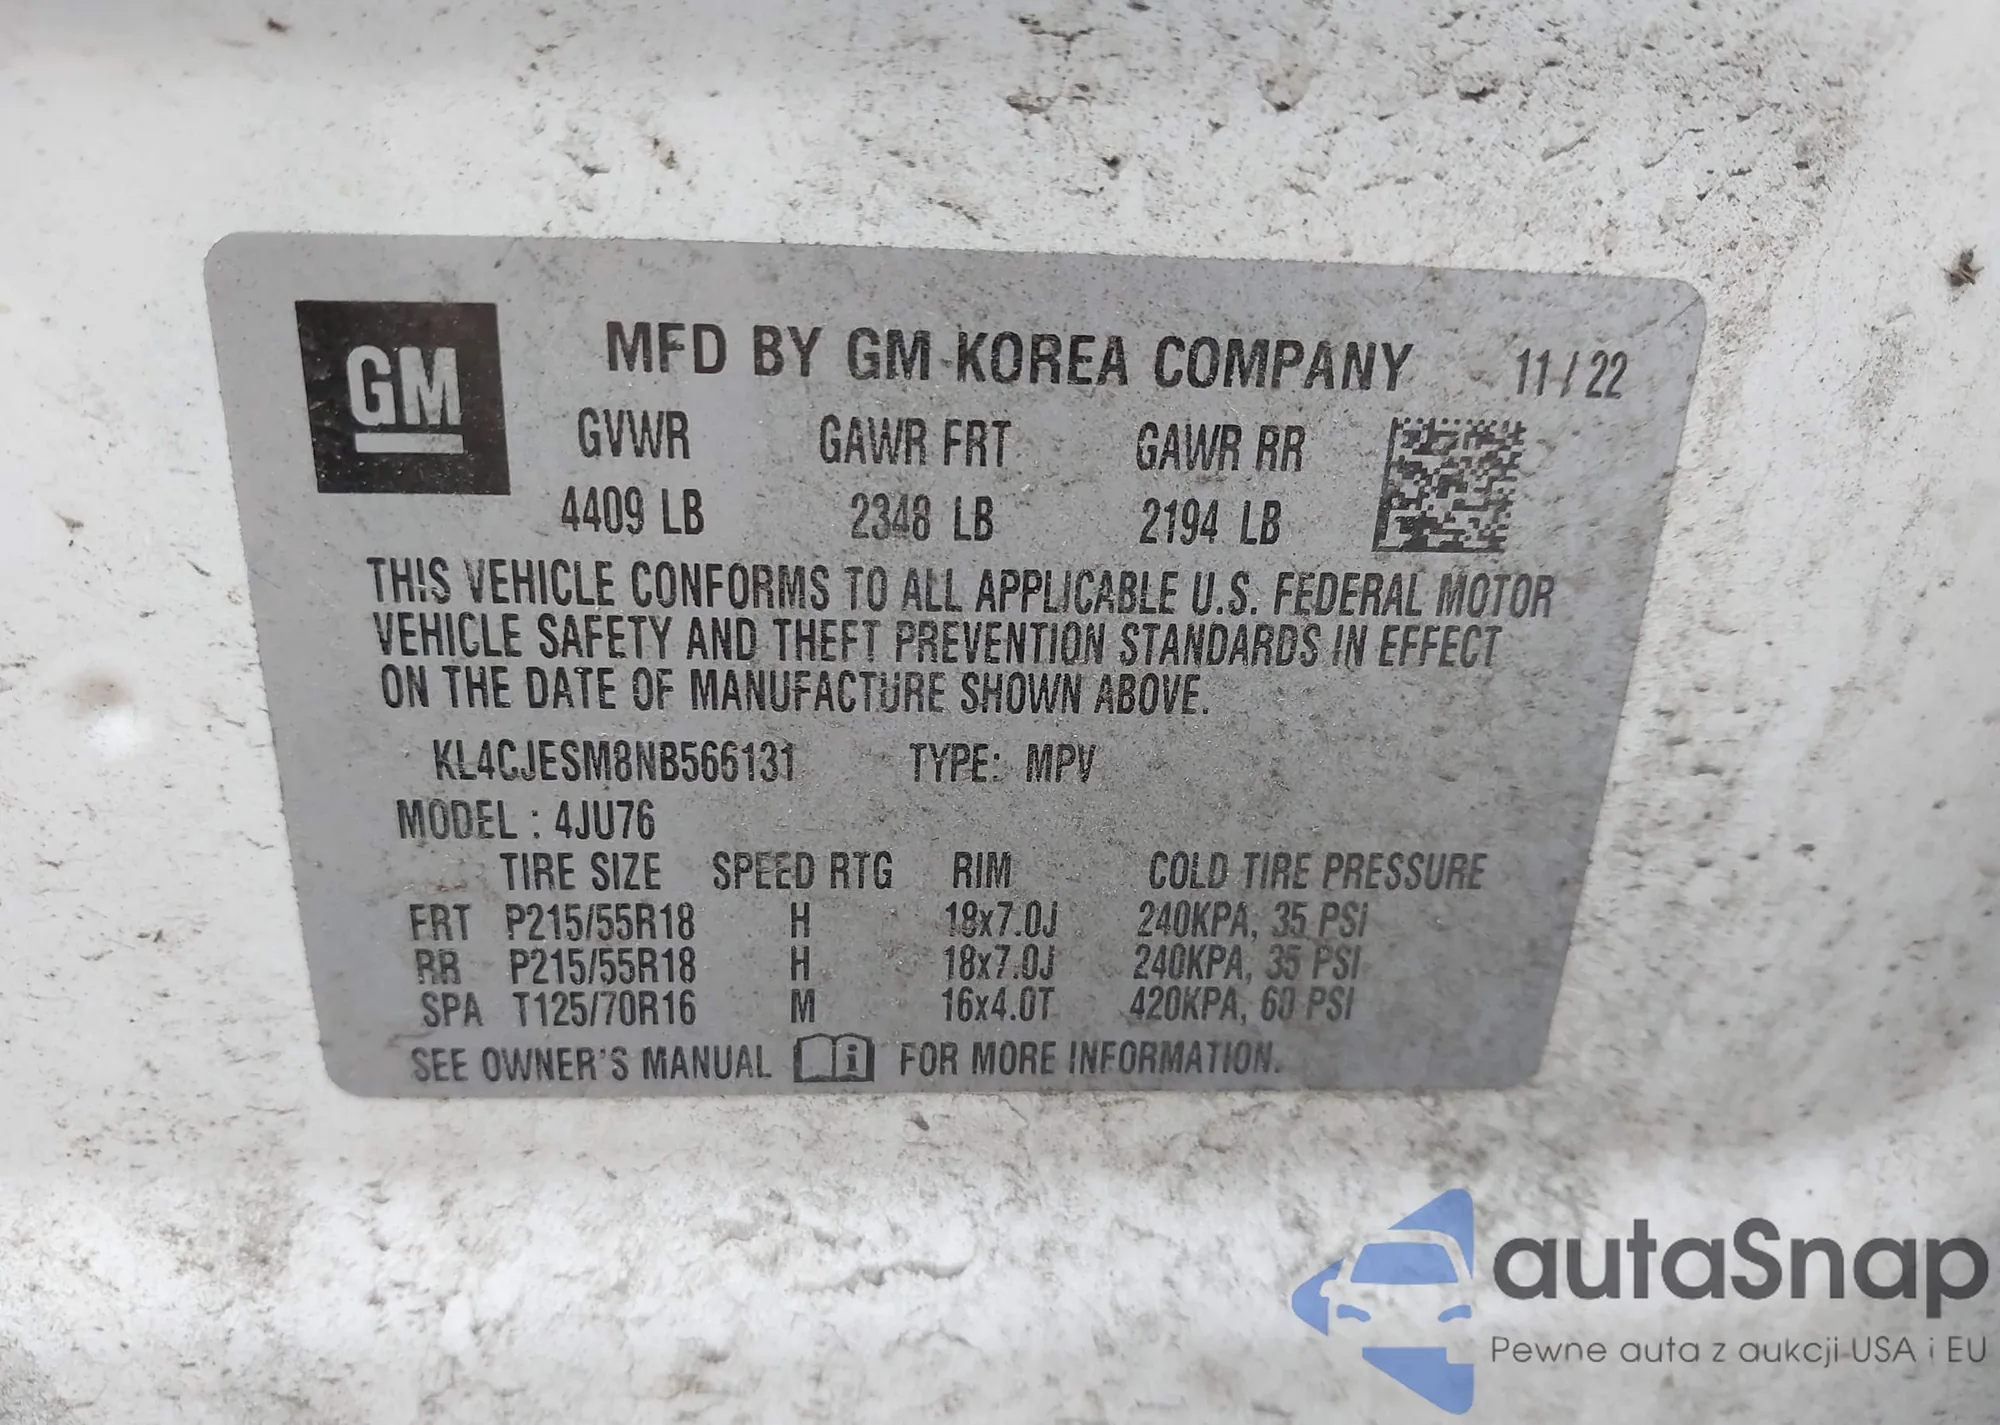 GM
MFD BY GM KOREA COMPANY 11/22
GVWR GAWR FRT GAWR RR
4409 LB 2348 LB 2194 LB
THIS VEHICLE CONFORMS TO ALL APPLICABLE U.S. FEDERAL MOTOR
VEHICLE SAFETY AND THEFT PREVENTION STANDARDS IN EFFECT
ON THE DATE OF MANUFACTURE SHOWN ABOVE.
KL4CJESM8NB566131 TYPE: MPV
MODEL : 4JU76
TIRE SIZE SPEED RTG RIM COLD TIRE PRESSURE
FRT P215/55R18 H 18x7.0J 240KPA, 35 PSI
RR P215/55R18 H 18x7.0J 240KPA, 35 PSI
SPA T125/70R16 M 16x4.0T 420KPA, 60 PSI
SEE OWNER'S MANUAL FOR MORE INFORMATION.
autaSnap
Pewne auta z aukcji USA i EU